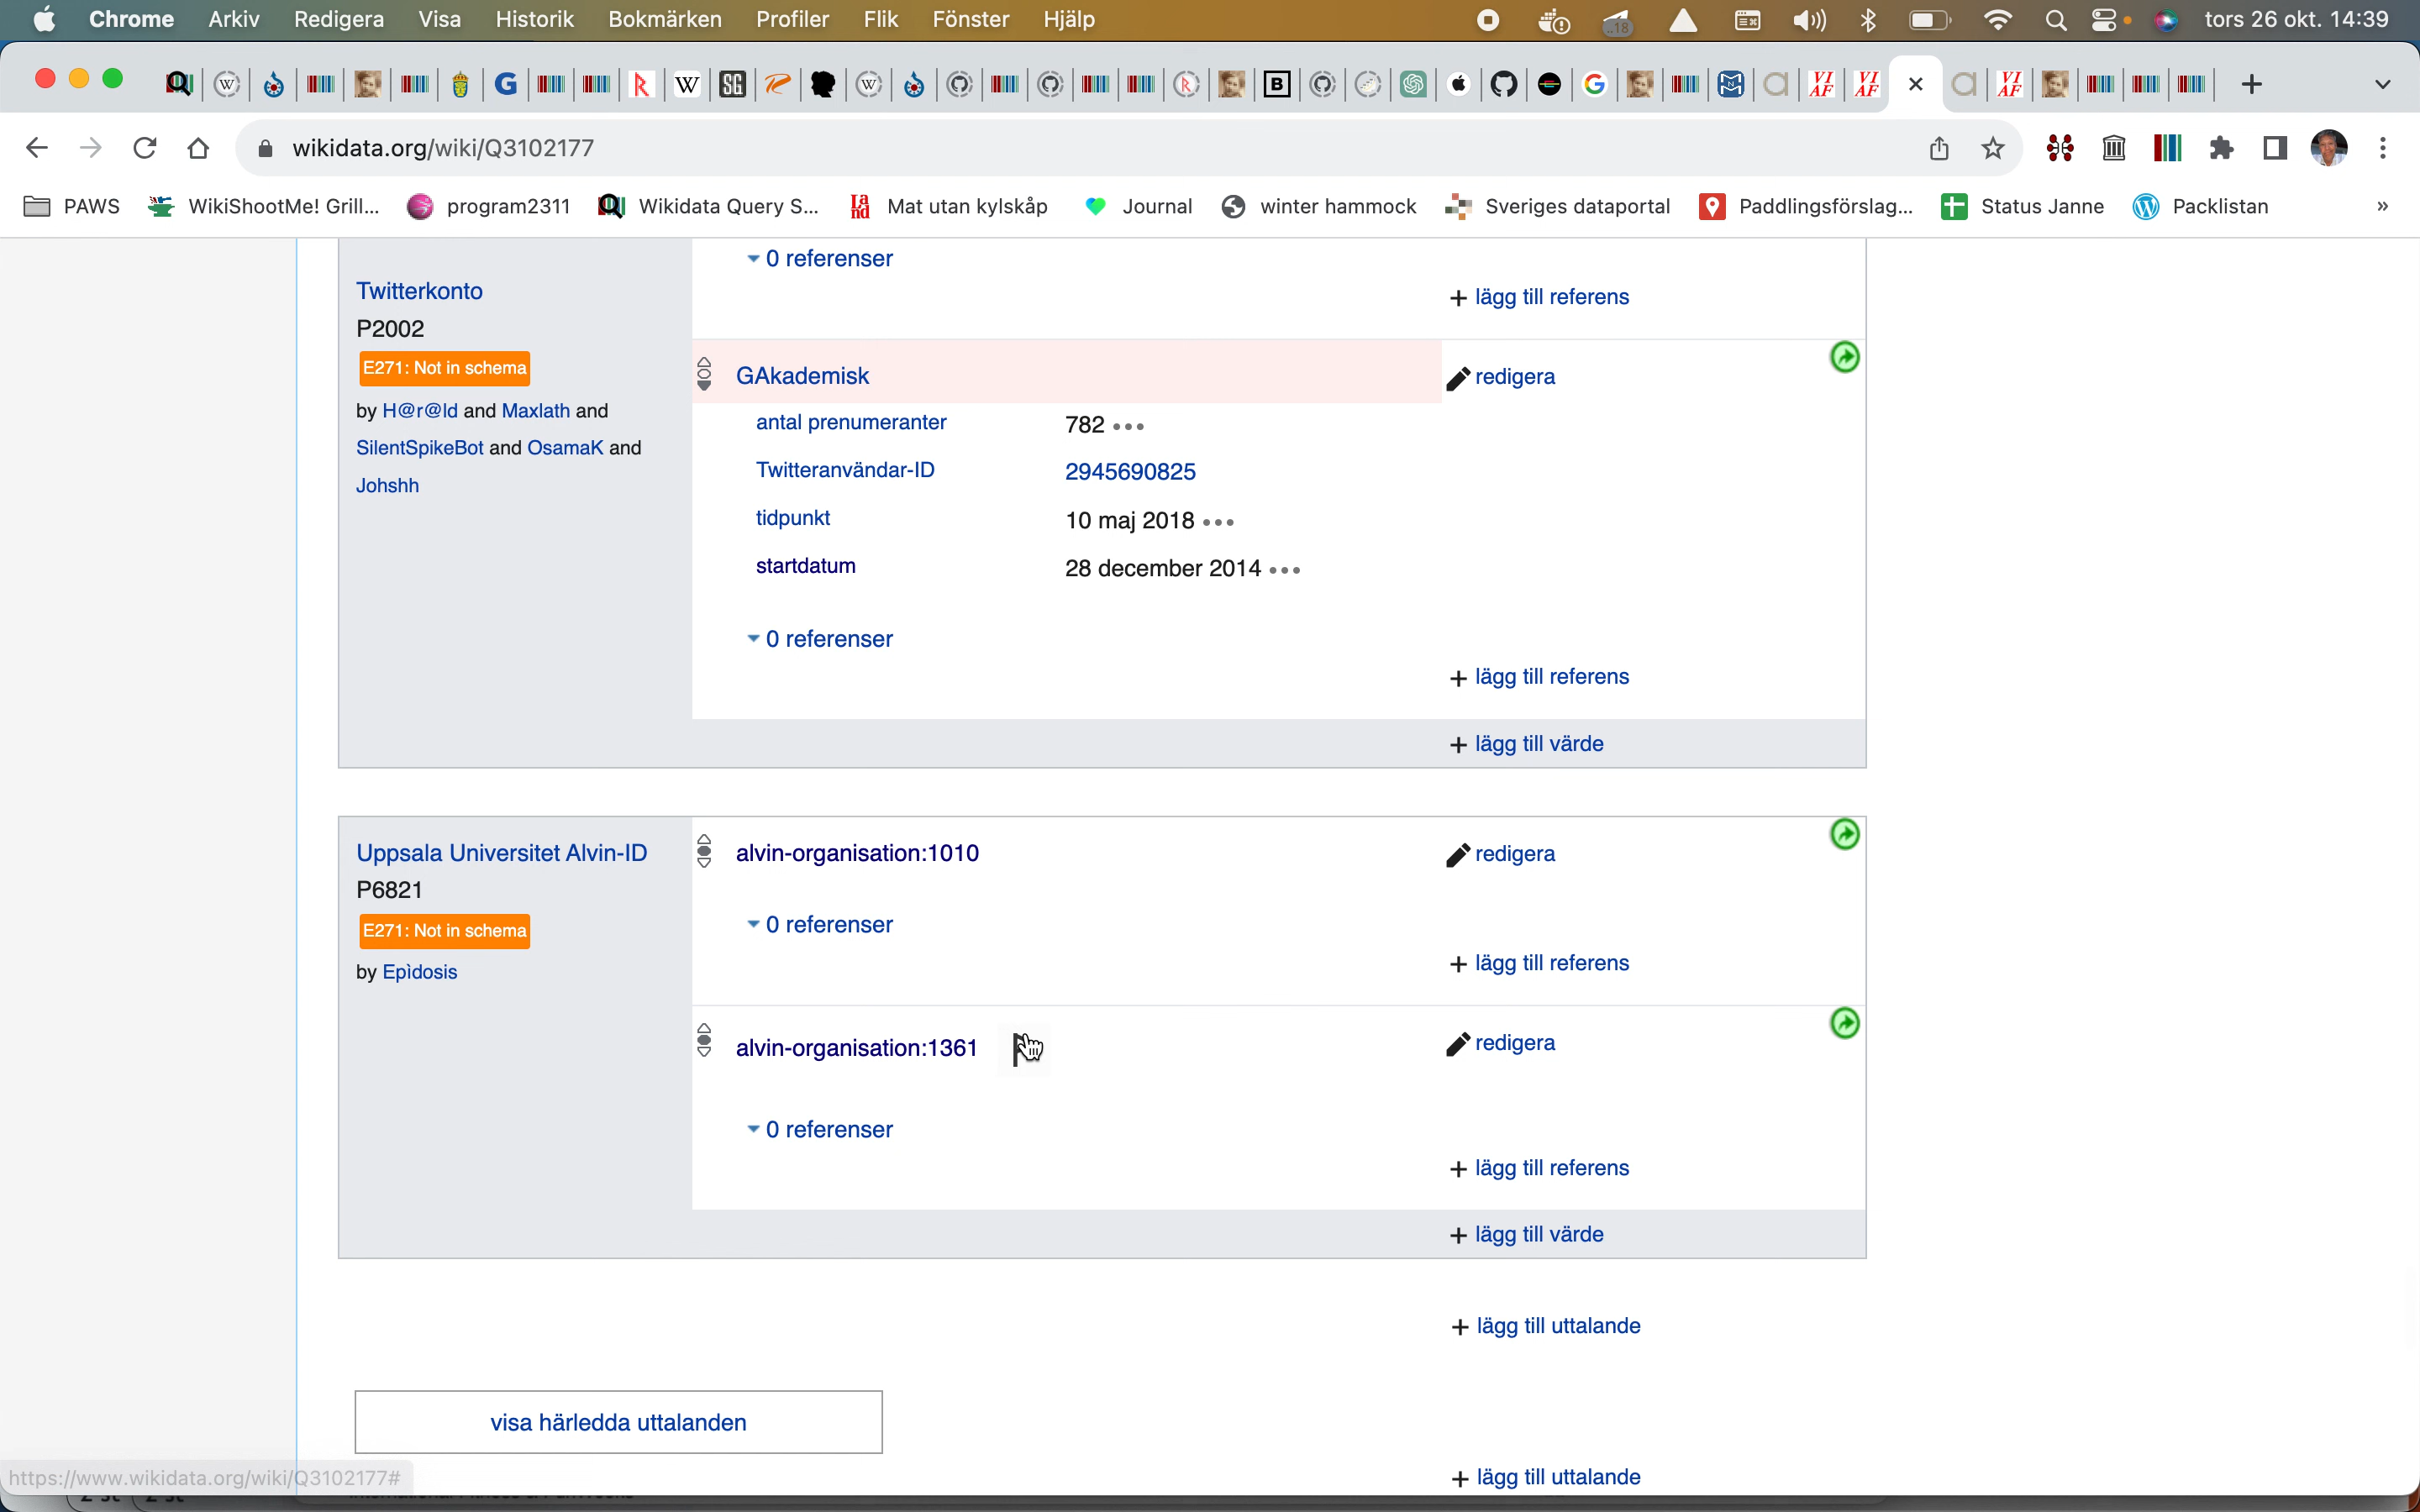 Chrome Arkiv Redigera Visa Historik Bokmärken Profiler Flik Fönster Hjälp tors 26 okt. 14:39
wikidata.org/wiki/Q3102177
PAWS WikiShootMe! Grill... program2311 Wikidata Query S... Mat utan kylskåp Journal winter hammock Sveriges dataportal Paddlingsförslag... Status Janne Packlistan »
0 referenser
+ lägg till referens
Twitterkonto
P2002
E271: Not in schema
by H@r@ld and Maxlath and
SilentSpikeBot and OsamaK and
Johshh
GAkademisk
redigera
antal prenumeranter 782
Twitteranvändar-ID 2945690825
tidpunkt 10 maj 2018
startdatum 28 december 2014
0 referenser
+ lägg till referens
+ lägg till värde
Uppsala Universitet Alvin-ID
P6821
E271: Not in schema
by Epìdosis
alvin-organisation:1010
redigera
0 referenser
+ lägg till referens
alvin-organisation:1361
redigera
0 referenser
+ lägg till referens
+ lägg till värde
+ lägg till uttalande
visa härledda uttalanden
+ lägg till uttalande
https://www.wikidata.org/wiki/Q3102177#